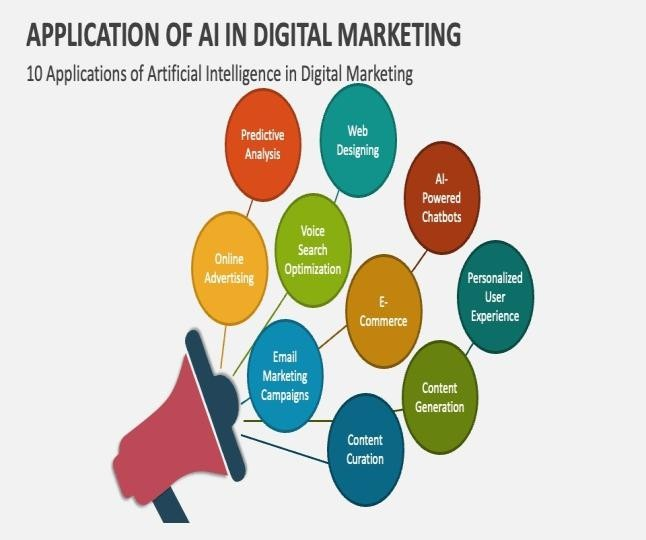 APPLICATION OF AI IN DIGITAL MARKETING
10 Applications of Artificial Intelligence in Digital Marketing
Predictive
Analysis
Web
Designing
AI-
Powered
Chatbots
Online
Advertising
Voice
Search
Optimization
E-
Commerce
Personalized
User
Experience
Email
Marketing
Campaigns
Content
Generation
Content
Curation